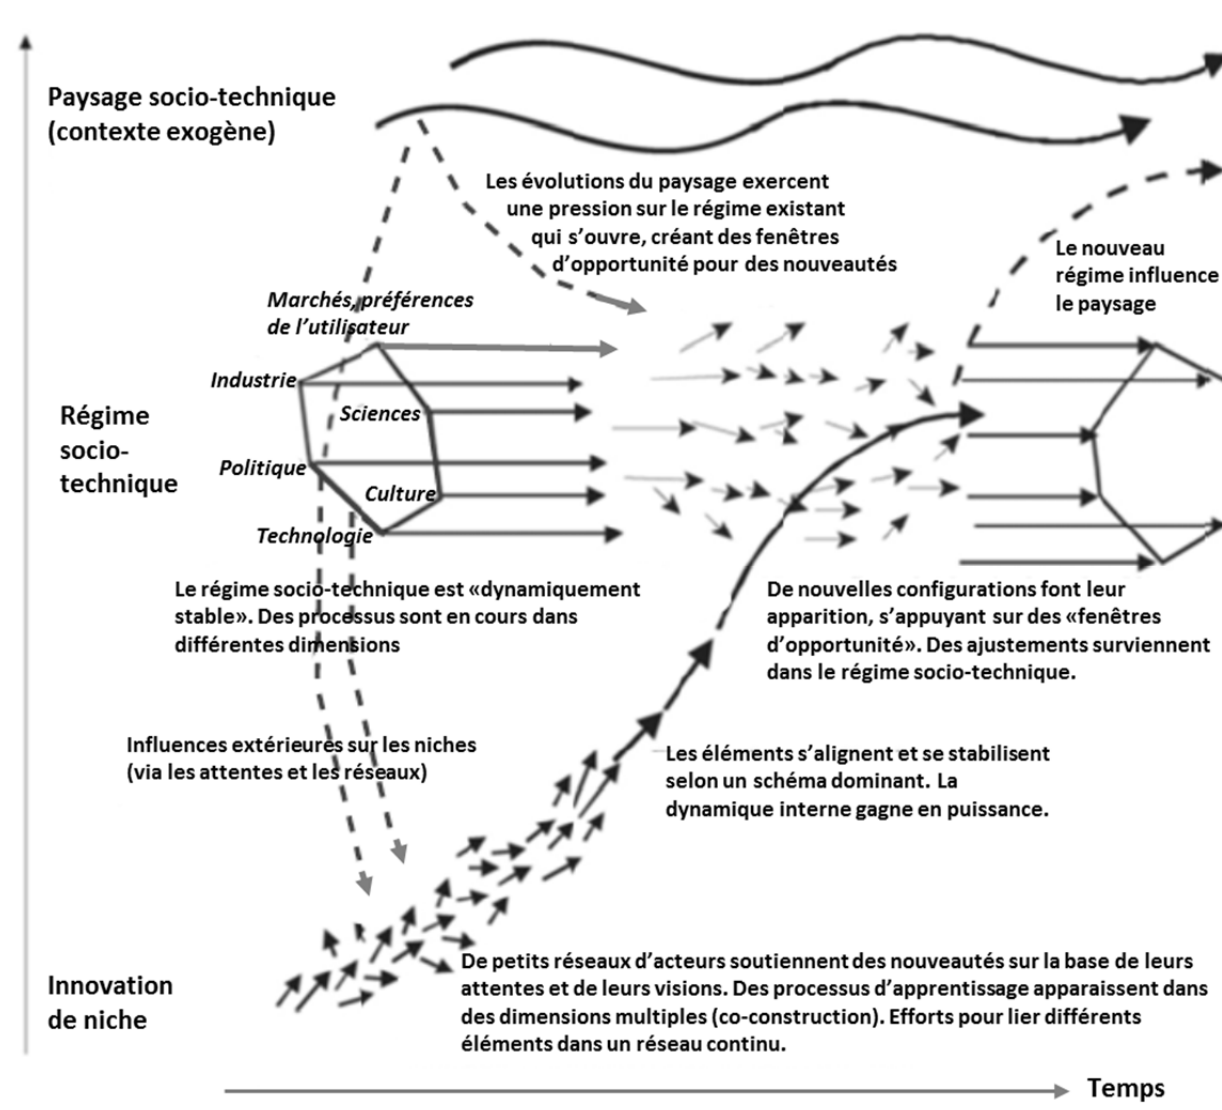 Paysage socio-technique
(contexte exogène)
Les évolutions du paysage exercent
une pression sur le régime existant
qui s’ouvre, créant des fenêtres
d’opportunité pour des nouveautés
Le nouveau
régime influence
le paysage
Marchés, préférences
de l’utilisateur
Industrie
Sciences
Régime
socio-
technique
Politique
Culture
Technologie
Le régime socio-technique est «dynamiquement
stable». Des processus sont en cours dans
différentes dimensions
De nouvelles configurations font leur
apparition, s’appuyant sur des «fenêtres
d’opportunité». Des ajustements surviennent
dans le régime socio-technique.
Influences extérieures sur les niches
(via les attentes et les réseaux)
Les éléments s’alignent et se stabilisent
selon un schéma dominant. La
dynamique interne gagne en puissance.
Innovation
de niche
De petits réseaux d’acteurs soutiennent des nouveautés sur la base de leurs
attentes et de leurs visions. Des processus d’apprentissage apparaissent dans
des dimensions multiples (co-construction). Efforts pour lier différents
éléments dans un réseau continu.
Temps